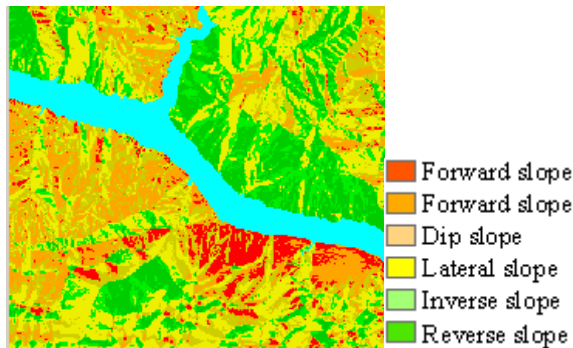 Forward slope
Forward slope
Dip slope
Lateral slope
Inverse slope
Reverse slope